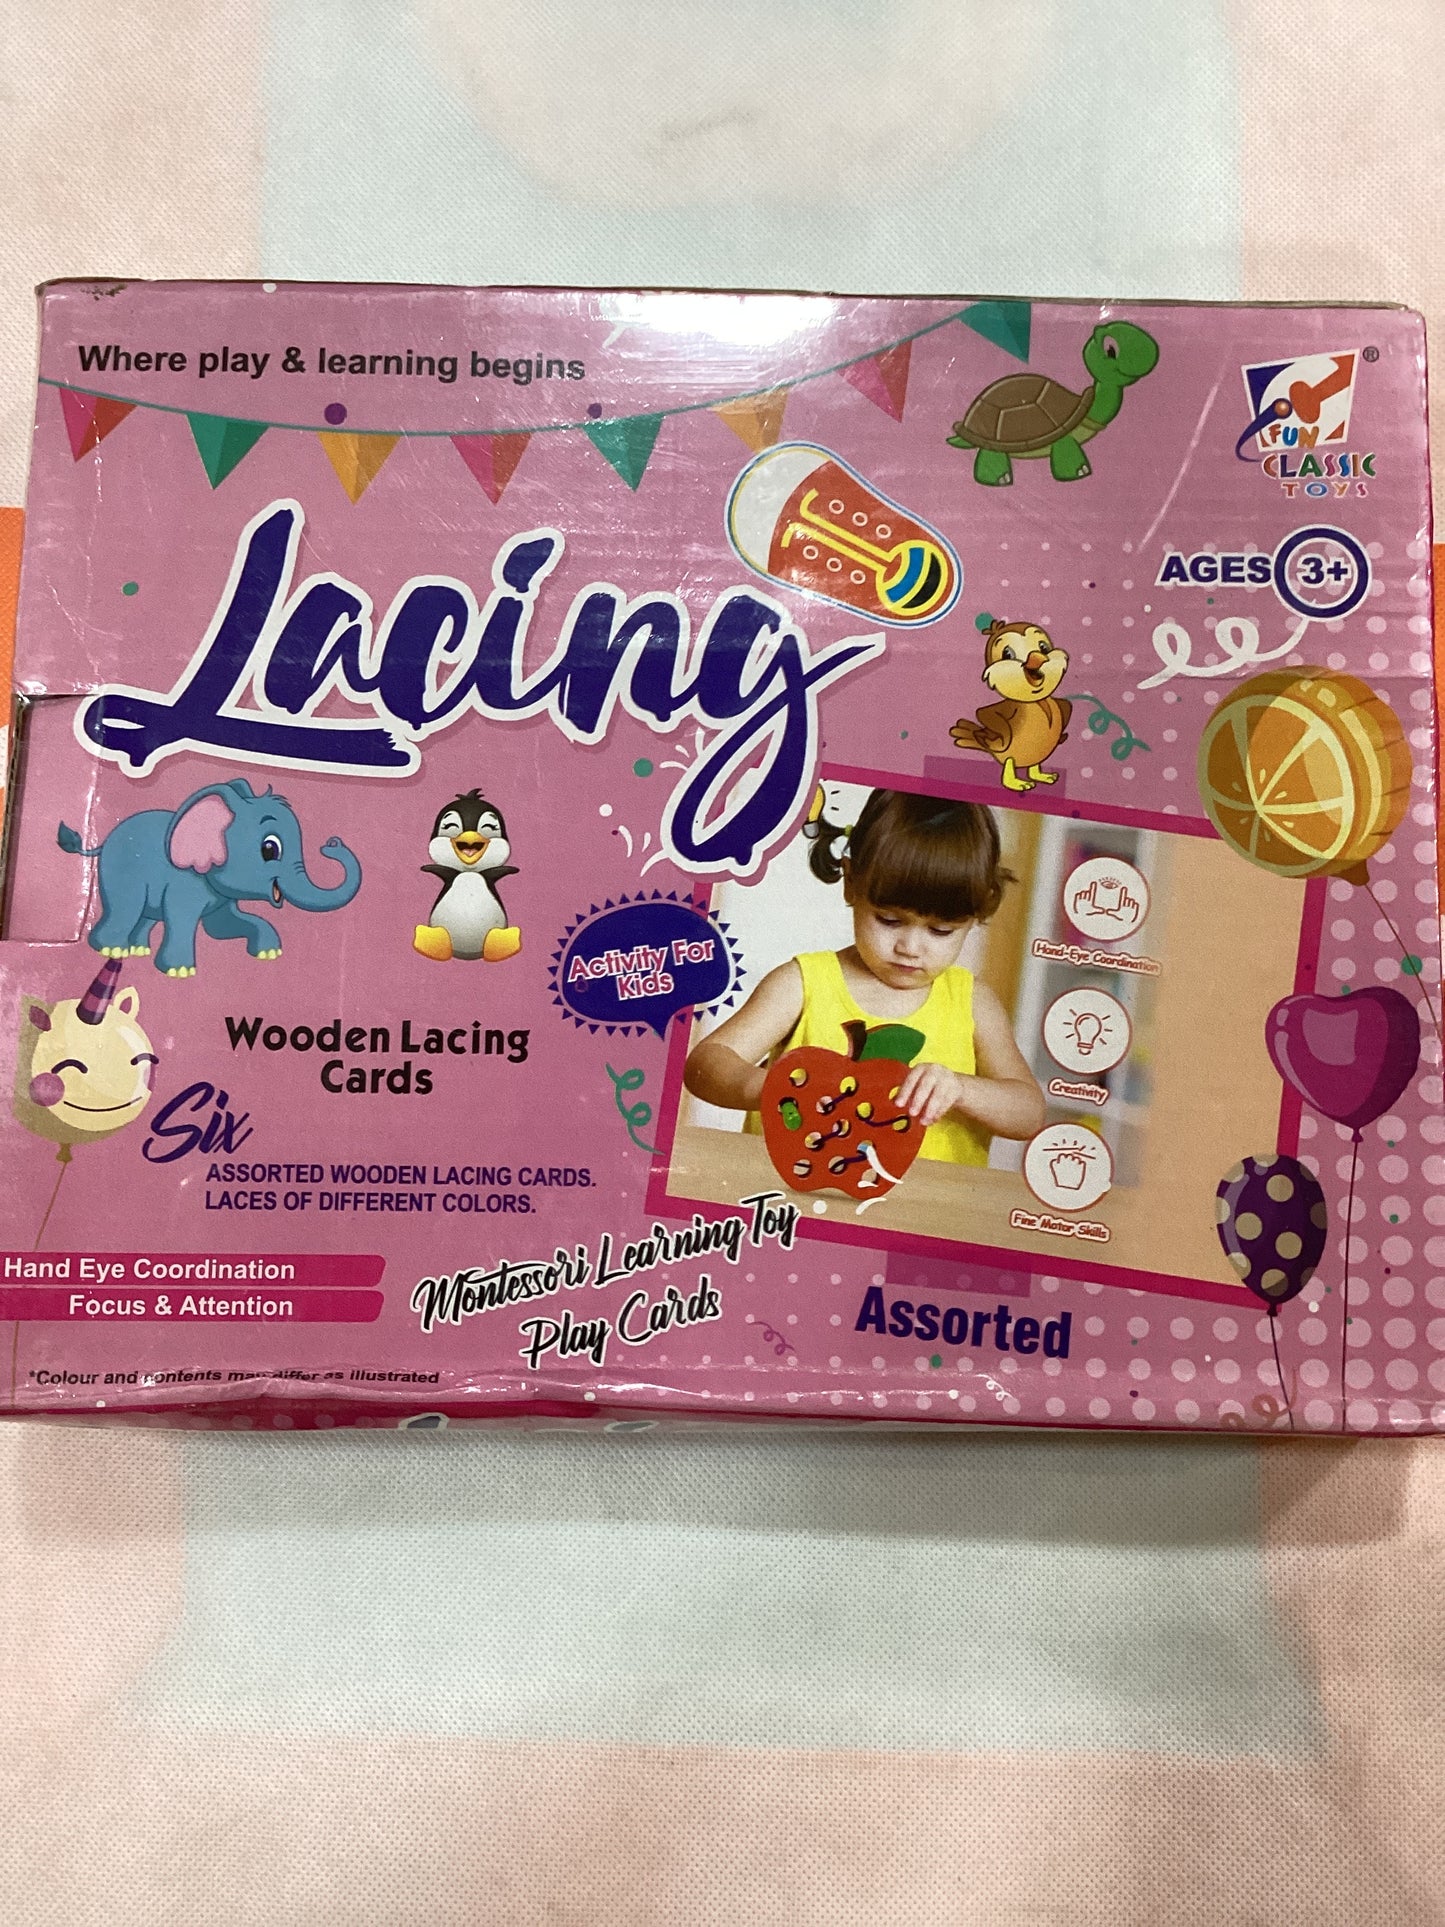 Where play & learning begins
®
FUN
CLASSIC
TOYS
AGES 3+
Lacing
Hand-Eye Coordination
Activity For
Kids
Wooden Lacing
Cards
Creativity
Six
ASSORTED WOODEN LACING CARDS.
LACES OF DIFFERENT COLORS.
Fine Motor Skills
Hand Eye Coordination
Focus & Attention
Montessori Learning Toy
Play Cards
Assorted
*Colour and contents may differ as illustrated